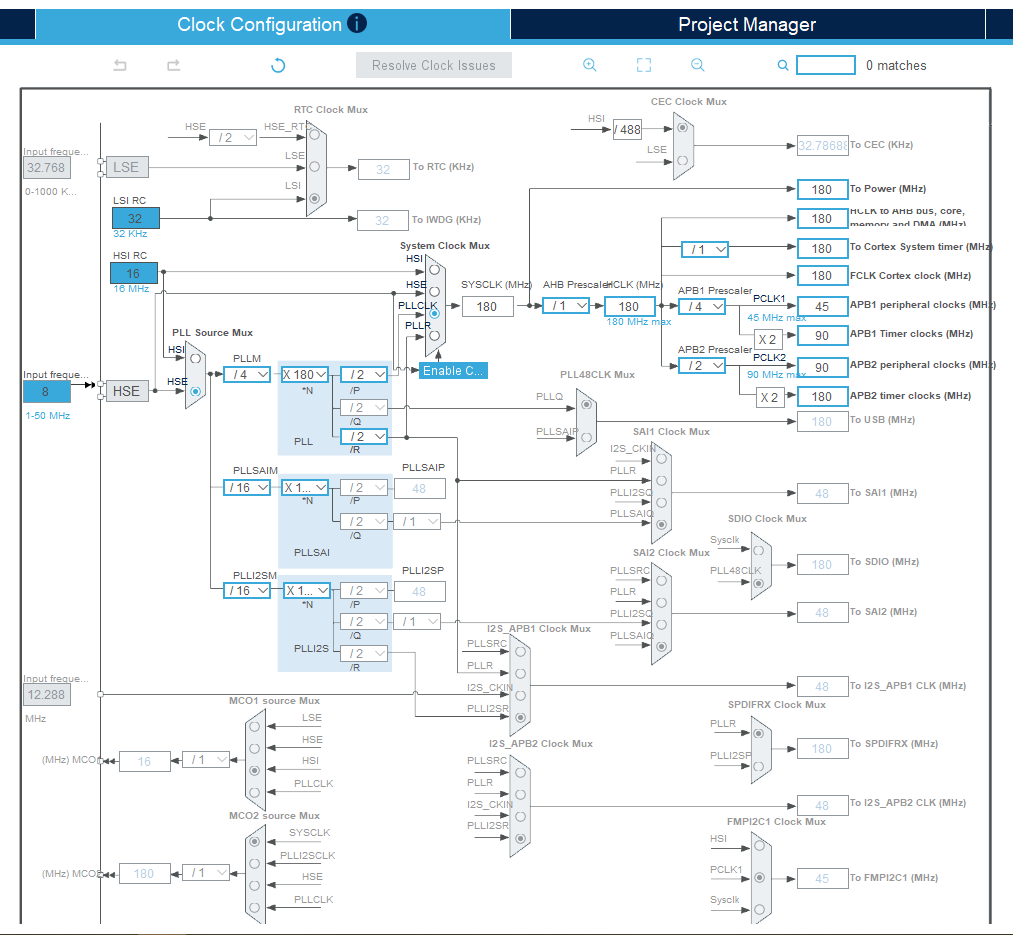 Clock Configuration i
Project Manager
Resolve Clock Issues
0 matches
RTC Clock Mux
CEC Clock Mux
HSE
/ 2
HSE_RTC
HSI
/ 488
Input freque...
32.768
LSE
LSE
32
To RTC (KHz)
LSE
32.78688
To CEC (KHz)
0-1000 K...
LSI
LSI RC
32
32 KHz
32
To IWDG (KHz)
180
To Power (MHz)
180
HCLK to AHB bus, core,
memory and DMA (MHz)
System Clock Mux
HSI RC
16
16 MHz
HSI
HSE
PLLCLK
PLLR
/ 1
180
To Cortex System timer (MHz)
180
FCLK Cortex clock (MHz)
SYSCLK (MHz)
180
AHB Prescaler
/ 1
HCLK (MHz)
180
180 MHz max
APB1 Prescaler
/ 4
PCLK1
45 MHz max
45
APB1 peripheral clocks (MHz)
X 2
90
APB1 Timer clocks (MHz)
APB2 Prescaler
/ 2
PCLK2
90 MHz max
90
APB2 peripheral clocks (MHz)
X 2
180
APB2 timer clocks (MHz)
PLL Source Mux
HSI
HSE
Input freque...
8
1-50 MHz
HSE
PLLM
/ 4
X 180
*N
/ 2
/P
/ 2
/Q
/ 2
/R
PLL
Enable C...
PLL48CLK Mux
PLLQ
PLLSAIP
180
To USB (MHz)
SAI1 Clock Mux
I2S_CKIN
PLLR
PLLI2SQ
PLLSAIQ
48
To SAI1 (MHz)
PLLSAIM
/ 16
X 1...
*N
/ 2
/P
PLLSAIP
48
/ 2
/Q
/ 1
PLLSAI
SDIO Clock Mux
Sysclk
PLL48CLK
180
To SDIO (MHz)
SAI2 Clock Mux
PLLSRC
PLLR
PLLI2SQ
PLLSAIQ
48
To SAI2 (MHz)
PLLI2SM
/ 16
X 1...
*N
/ 2
/P
PLLI2SP
48
/ 2
/Q
/ 1
PLLI2S
/ 2
/R
I2S_APB1 Clock Mux
PLLSRC
PLLR
I2S_CKIN
PLLI2SR
48
To I2S_APB1 CLK (MHz)
Input freque...
12.288
MHz
SPDIFRX Clock Mux
PLLR
PLLI2SP
180
To SPDIFRX (MHz)
MCO1 source Mux
LSE
HSE
HSI
PLLCLK
(MHz) MCO
16
/ 1
I2S_APB2 Clock Mux
PLLSRC
PLLR
I2S_CKIN
PLLI2SR
48
To I2S_APB2 CLK (MHz)
MCO2 source Mux
SYSCLK
PLLI2SCLK
HSE
PLLCLK
(MHz) MCO
180
/ 1
FMPI2C1 Clock Mux
HSI
PCLK1
Sysclk
45
To FMPI2C1 (MHz)